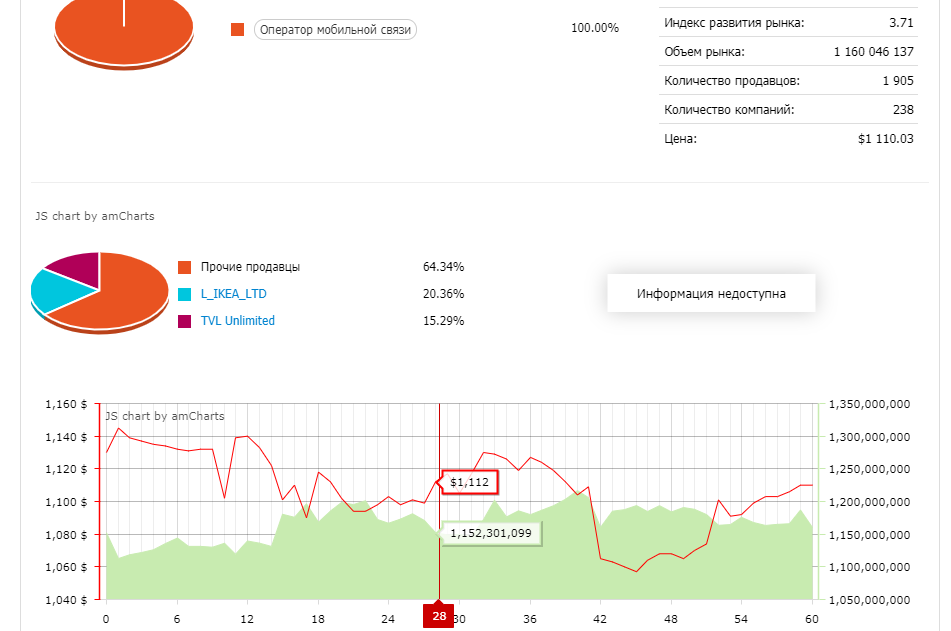 Оператор мобильной связи 100.00%
Индекс развития рынка: 3.71
Объем рынка: 1 160 046 137
Количество продавцов: 1 905
Количество компаний: 238
Цена: $1 110.03
JS chart by amCharts
Прочие продавцы 64.34%
L_IKEA_LTD 20.36%
TVL Unlimited 15.29%
Информация недоступна
1,160 $ 1,350,000,000
JS chart by amCharts
1,140 $ 1,300,000,000
1,120 $ 1,250,000,000
$1,112
1,100 $ 1,200,000,000
1,152,301,099
1,080 $ 1,150,000,000
1,060 $ 1,100,000,000
1,040 $ 1,050,000,000
0 6 12 18 24 28 30 36 42 48 54 60